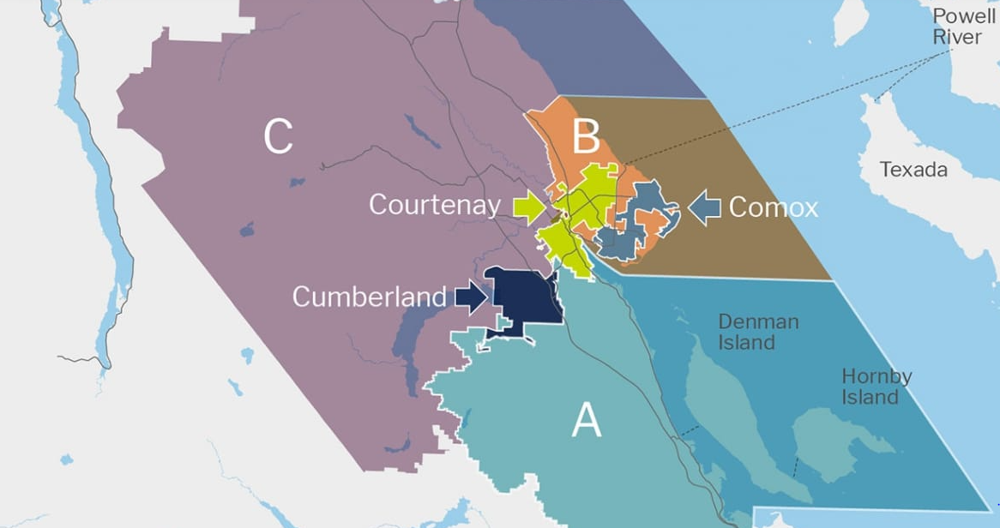 Powell
River
C
B
Texada
Courtenay
Comox
Cumberland
Denman
Island
Hornby
Island
A